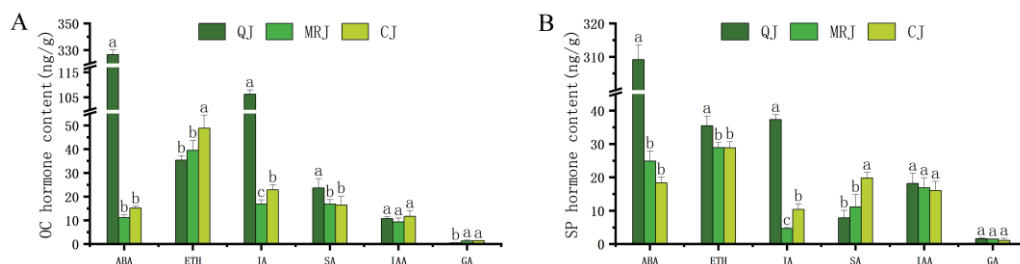 A
OC hormone content(ng/g)
QJ MRJ CJ
350
330
115
105
50
40
30
20
10
0
a b b
b b a
a c b
a b b
a a a
b a a
ABA ETH JA SA IAA GA
B
SP hormone content(ng/g)
QJ MRJ CJ
320
310
40
30
20
10
0
a b b
a b b
a c b
b b a
a a a
a a a
ABA ETH JA SA IAA GA